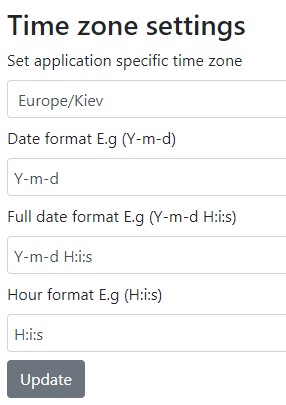 Time zone settings
Set application specific time zone
Europe/Kiev
Date format E.g (Y-m-d)
Y-m-d
Full date format E.g (Y-m-d H:i:s)
Y-m-d H:i:s
Hour format E.g (H:i:s)
H:i:s
Update